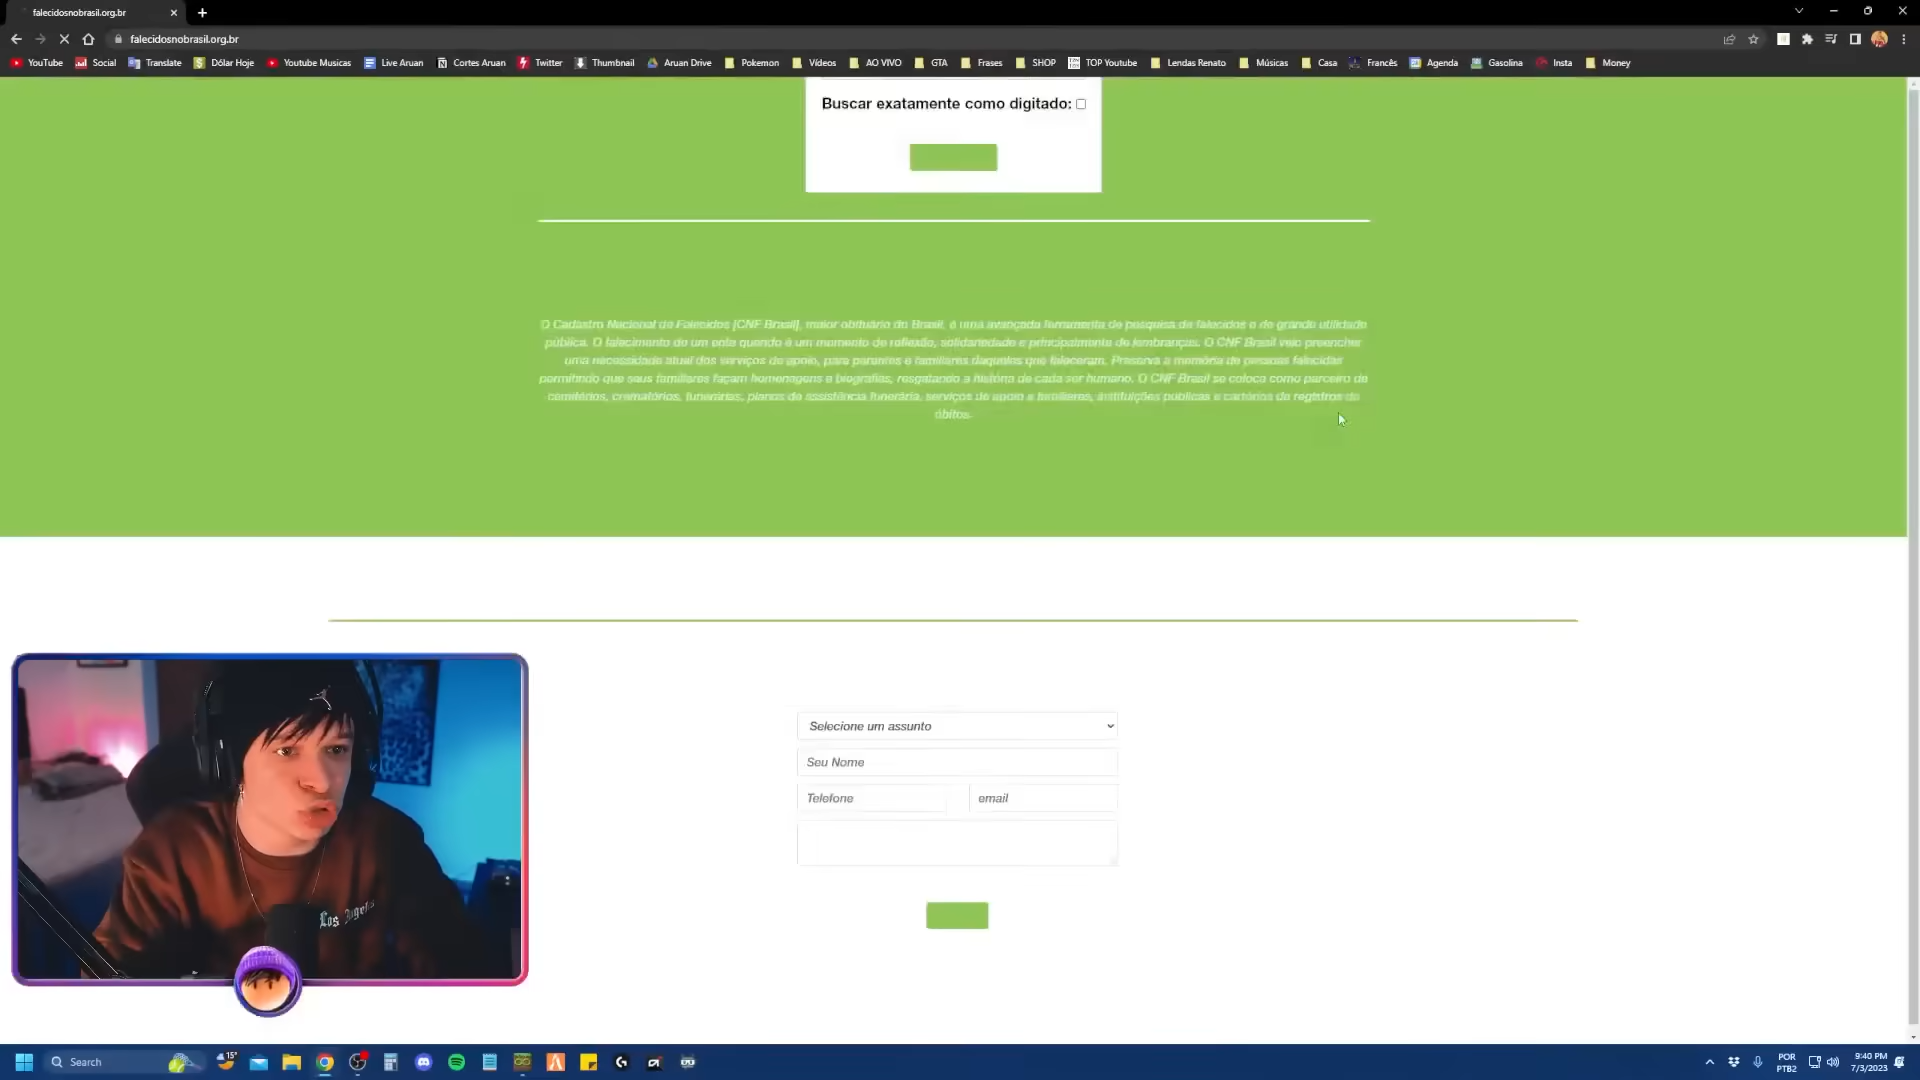 falecidosnobrasil.org.br
falecidosnobrasil.org.br
YouTube Social Translate Dólar Hoje Youtube Musicas Live Aruan Cortes Aruan Twitter Thumbnail Aruan Drive Pokemon Vídeos AO VIVO GTA Frases SHOP TOP Youtube Lendas Renato Músicas Casa Francês Agenda Gasolina Insta Money
Buscar exatamente como digitado:
O Cadastro Nacional de Falecidos [CNF Brasil], maior obituário do Brasil, é uma avançada ferramenta de pesquisa de falecidos e de grande utilidade
pública. O falecimento de um ente querido é um momento de reflexão, solidariedade e principalmente de lembranças. O CNF Brasil veio preencher
uma necessidade atual dos serviços de apoio, para parentes e familiares daqueles que faleceram. Preserva a memória de pessoas falecidas
permitindo que seus familiares façam homenagens e biografias, resgatando a história de cada ser humano. O CNF Brasil se coloca como parceiro de
cemitérios, crematórios, funerárias, planos de assistência funerária, serviços de apoio a familiares, instituições públicas e cartórios de registros de
óbitos.
Selecione um assunto
Seu Nome
Telefone email
Los Angeles
Search
15°
POR
PTB2
9:40 PM
7/3/2023